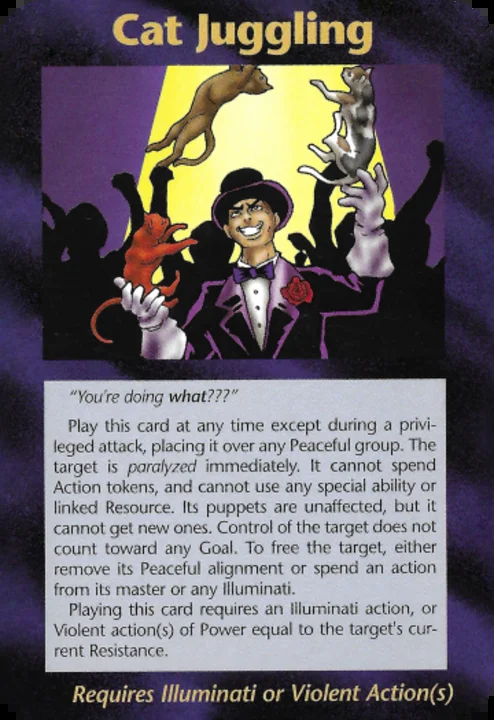 Cat Juggling
"You're doing what???"
Play this card at any time except during a privi-
leged attack, placing it over any Peaceful group. The
target is paralyzed immediately. It cannot spend
Action tokens, and cannot use any special ability or
linked Resource. Its puppets are unaffected, but it
cannot get new ones. Control of the target does not
count toward any Goal. To free the target, either
remove its Peaceful alignment or spend an action
from its master or any Illuminati.
Playing this card requires an Illuminati action, or
Violent action(s) of Power equal to the target's cur-
rent Resistance.
Requires Illuminati or Violent Action(s)